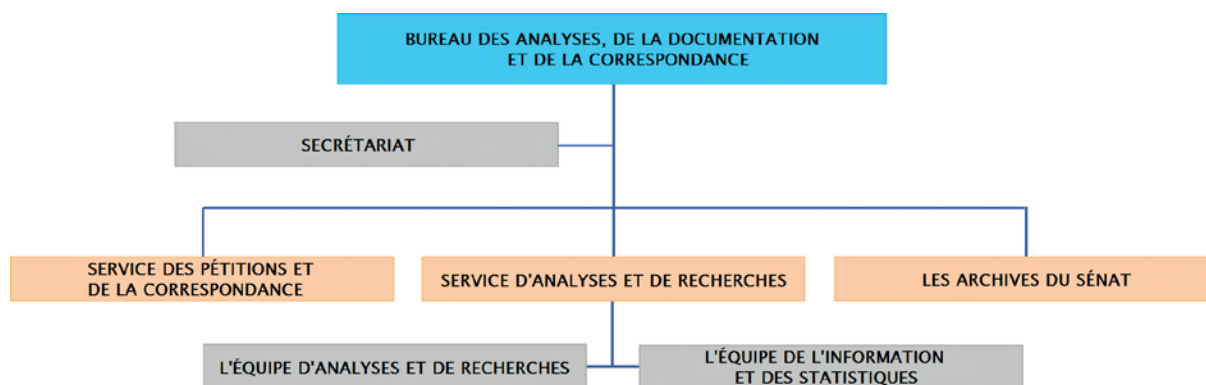 BUREAU DES ANALYSES, DE LA DOCUMENTATION
ET DE LA CORRESPONDANCE
SECRÉTARIAT
SERVICE DES PÉTITIONS ET
DE LA CORRESPONDANCE
SERVICE D'ANALYSES ET DE RECHERCHES
LES ARCHIVES DU SÉNAT
L'ÉQUIPE D'ANALYSES ET DE RECHERCHES
L'ÉQUIPE DE L'INFORMATION
ET DES STATISTIQUES